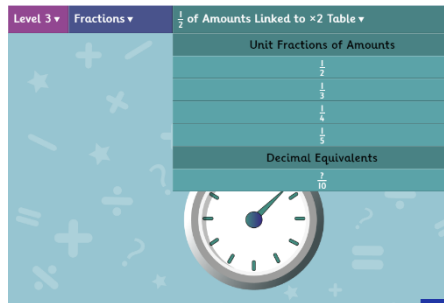 Level 3 ▾ Fractions ▾ 1/2 of Amounts Linked to ×2 Table ▾
Unit Fractions of Amounts
1/2
1/3
1/4
1/5
Decimal Equivalents
?/10